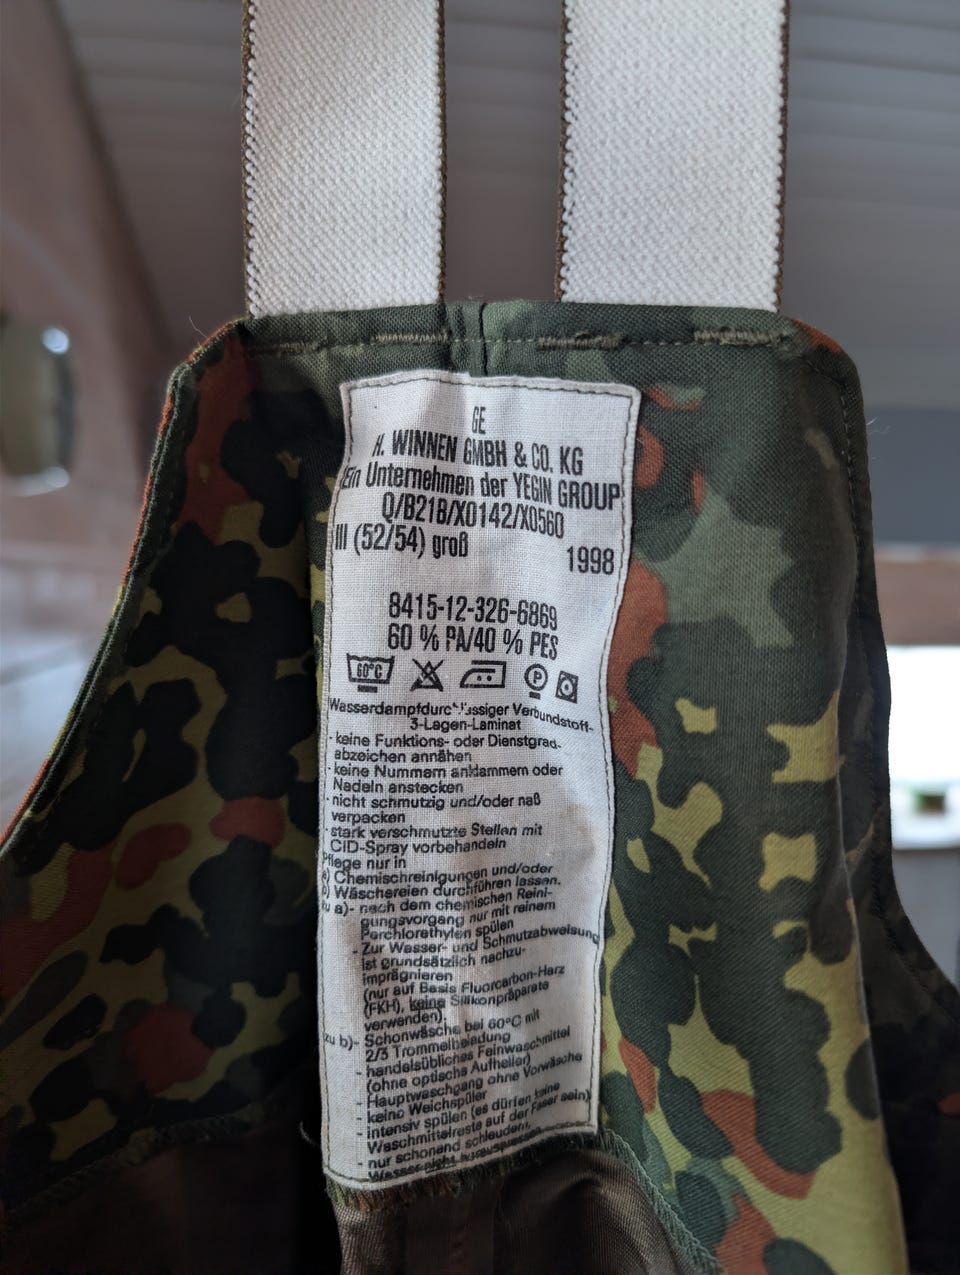 GE
H. WINNEN GMBH & CO. KG
Ein Unternehmen der YEGIN GROUP
Q/B21B/X0142/X0560
III (52/54) groß
1998
8415-12-326-6869
60 % PA/40 % PES
60°C
P
Wasserdampfdurchlässiger Verbundstoff-
3-Lagen-Laminat
- keine Funktions- oder Dienstgrad-
abzeichen annähen
- keine Nummern anklammern oder
Nadeln anstecken
- nicht schmutzig und/oder naß
verpacken
- stark verschmutzte Stellen mit
CID-Spray vorbehandeln
Pflege nur in
a) Chemischreinigungen und/oder
b) Wäschereien durchführen lassen.
zu a)- nach dem chemischen Reini-
gungsvorgang nur mit reinem
Perchlorethylen spülen
- Zur Wasser- und Schmutzabweisung
ist grundsätzlich nachzu-
imprägnieren
(nur auf Basis Fluorcarbon-Harz
(FKH), keine Silikonpräparate
verwenden).
zu b)- Schonwäsche bei 60°C mit
2/3 Trommelbeladung
- handelsübliches Feinwaschmittel
(ohne optische Aufheller)
- Hauptwaschgang ohne Vorwäsche
- keine Weichspüler
- intensiv spülen (es dürfen keine
Waschmittelreste auf der Faser sein)
- nur schonend schleudern,
Wasser nicht